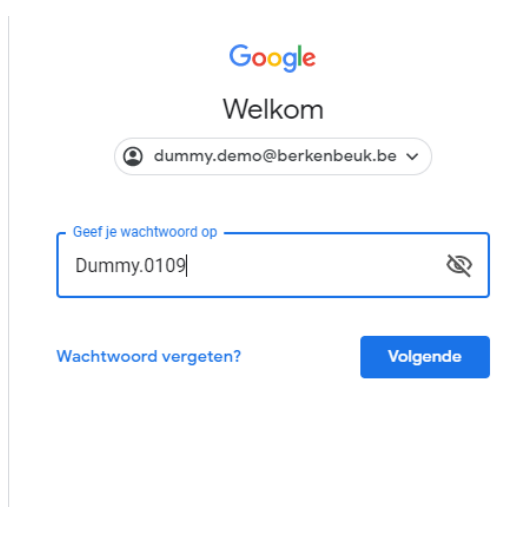 Google
Welkom
dummy.demo@berkenbeuk.be
Geef je wachtwoord op
Dummy.0109
Wachtwoord vergeten?
Volgende